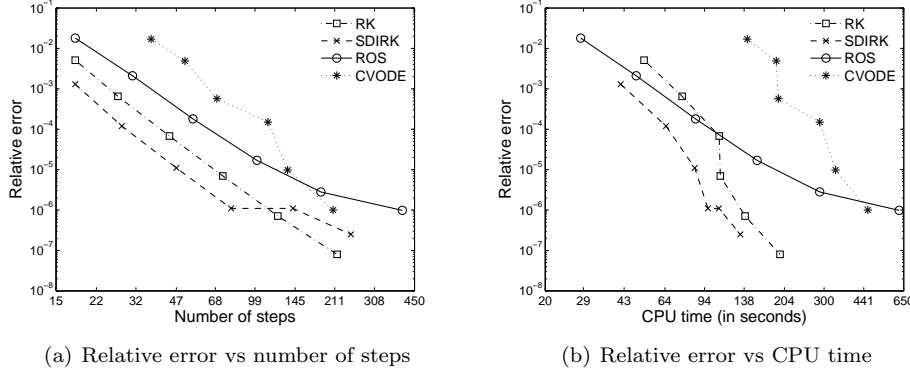 10⁻¹
10⁻²
10⁻³
10⁻⁴
10⁻⁵
10⁻⁶
10⁻⁷
10⁻⁸
Relative error
RK
SDIRK
ROS
CVODE
15 22 32 47 68 99 145 211 308 450
Number of steps
(a) Relative error vs number of steps
10⁻¹
10⁻²
10⁻³
10⁻⁴
10⁻⁵
10⁻⁶
10⁻⁷
10⁻⁸
Relative error
RK
SDIRK
ROS
CVODE
20 29 43 64 94 138 204 300 441 650
CPU time (in seconds)
(b) Relative error vs CPU time